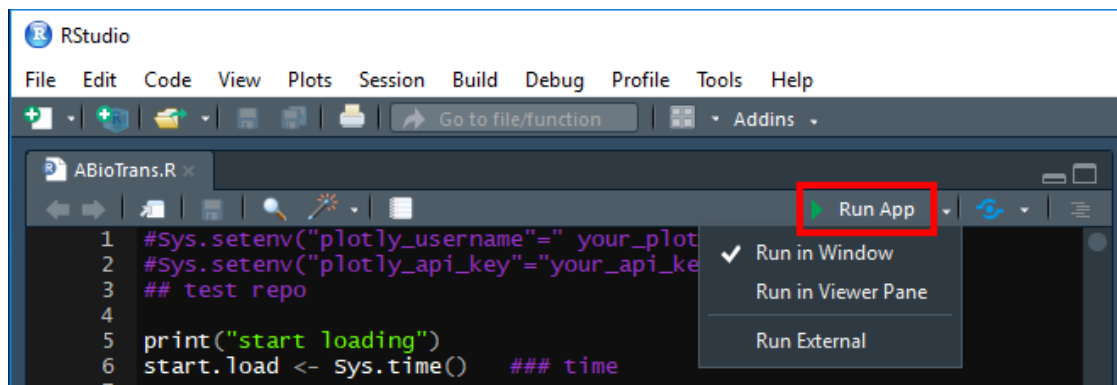 R RStudio
File Edit Code View Plots Session Build Debug Profile Tools Help
Go to file/function Addins
ABioTrans.R
Run App
1 #Sys.setenv("plotly_username"=" your_plot
2 #Sys.setenv("plotly_api_key"="your_api_ke
3 ## test repo
4
5 print("start loading")
6 start.load <- Sys.time() ### time
Run in Window
Run in Viewer Pane
Run External